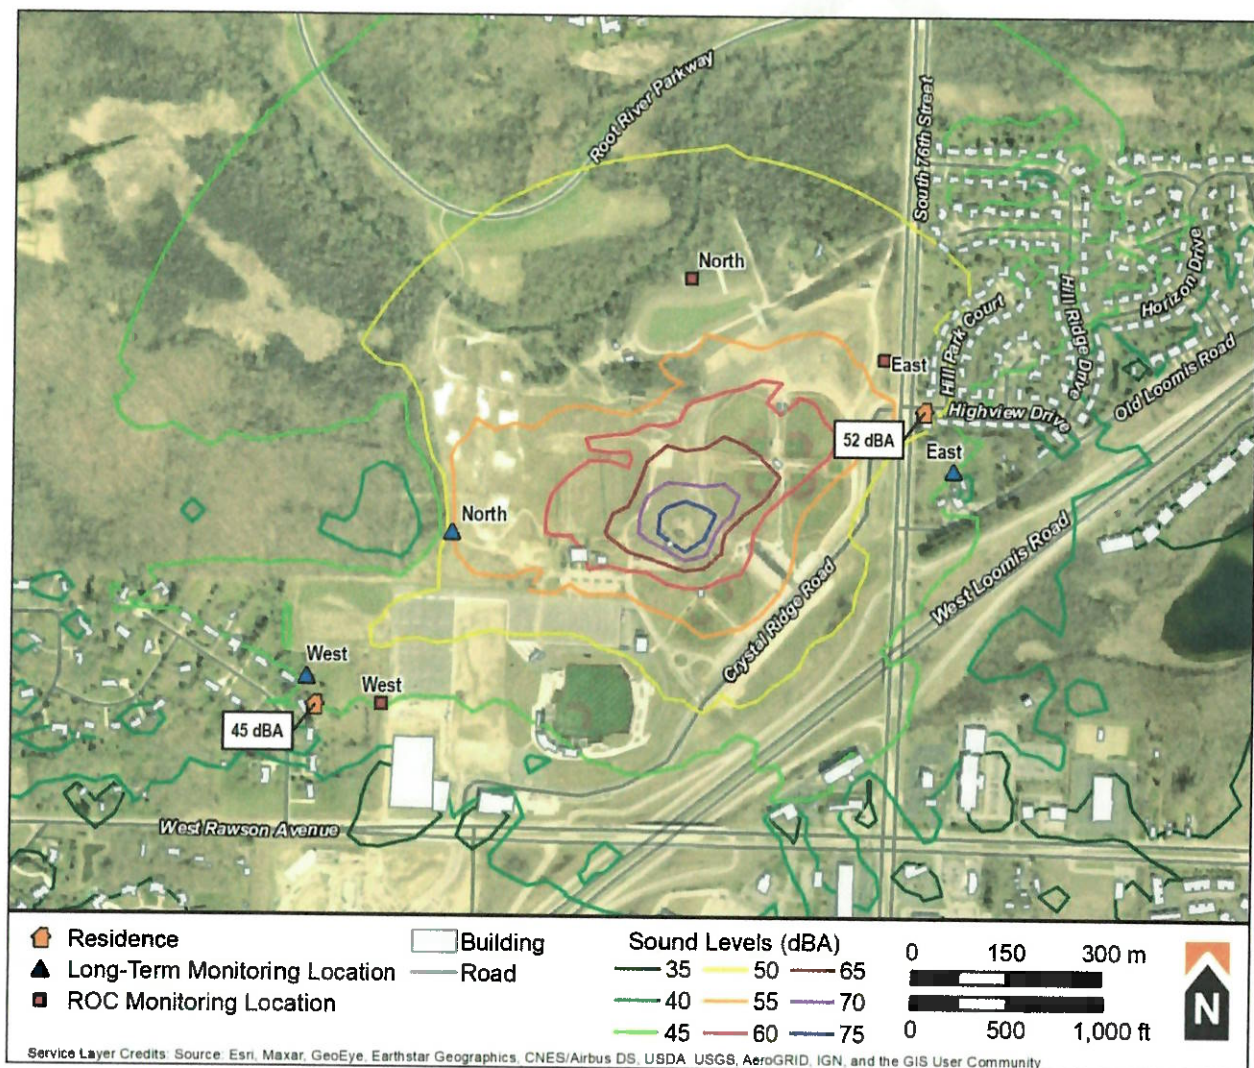 Root River Parkway
South 76th Street
North
Hill Park Court
Hill Ridge Drive
Horizon Drive
East
Old Loomis Road
Highview Drive
52 dBA
East
North
West Loomis Road
Crystal Ridge Road
West
West
45 dBA
West Rawson Avenue
Residence
Long-Term Monitoring Location
ROC Monitoring Location
Building
Road
Sound Levels (dBA)
35 50 65
40 55 70
45 60 75
0 150 300 m
0 500 1,000 ft
N
Service Layer Credits: Source: Esri, Maxar, GeoEye, Earthstar Geographics, CNES/Airbus DS, USDA USGS, AeroGRID, IGN, and the GIS User Community